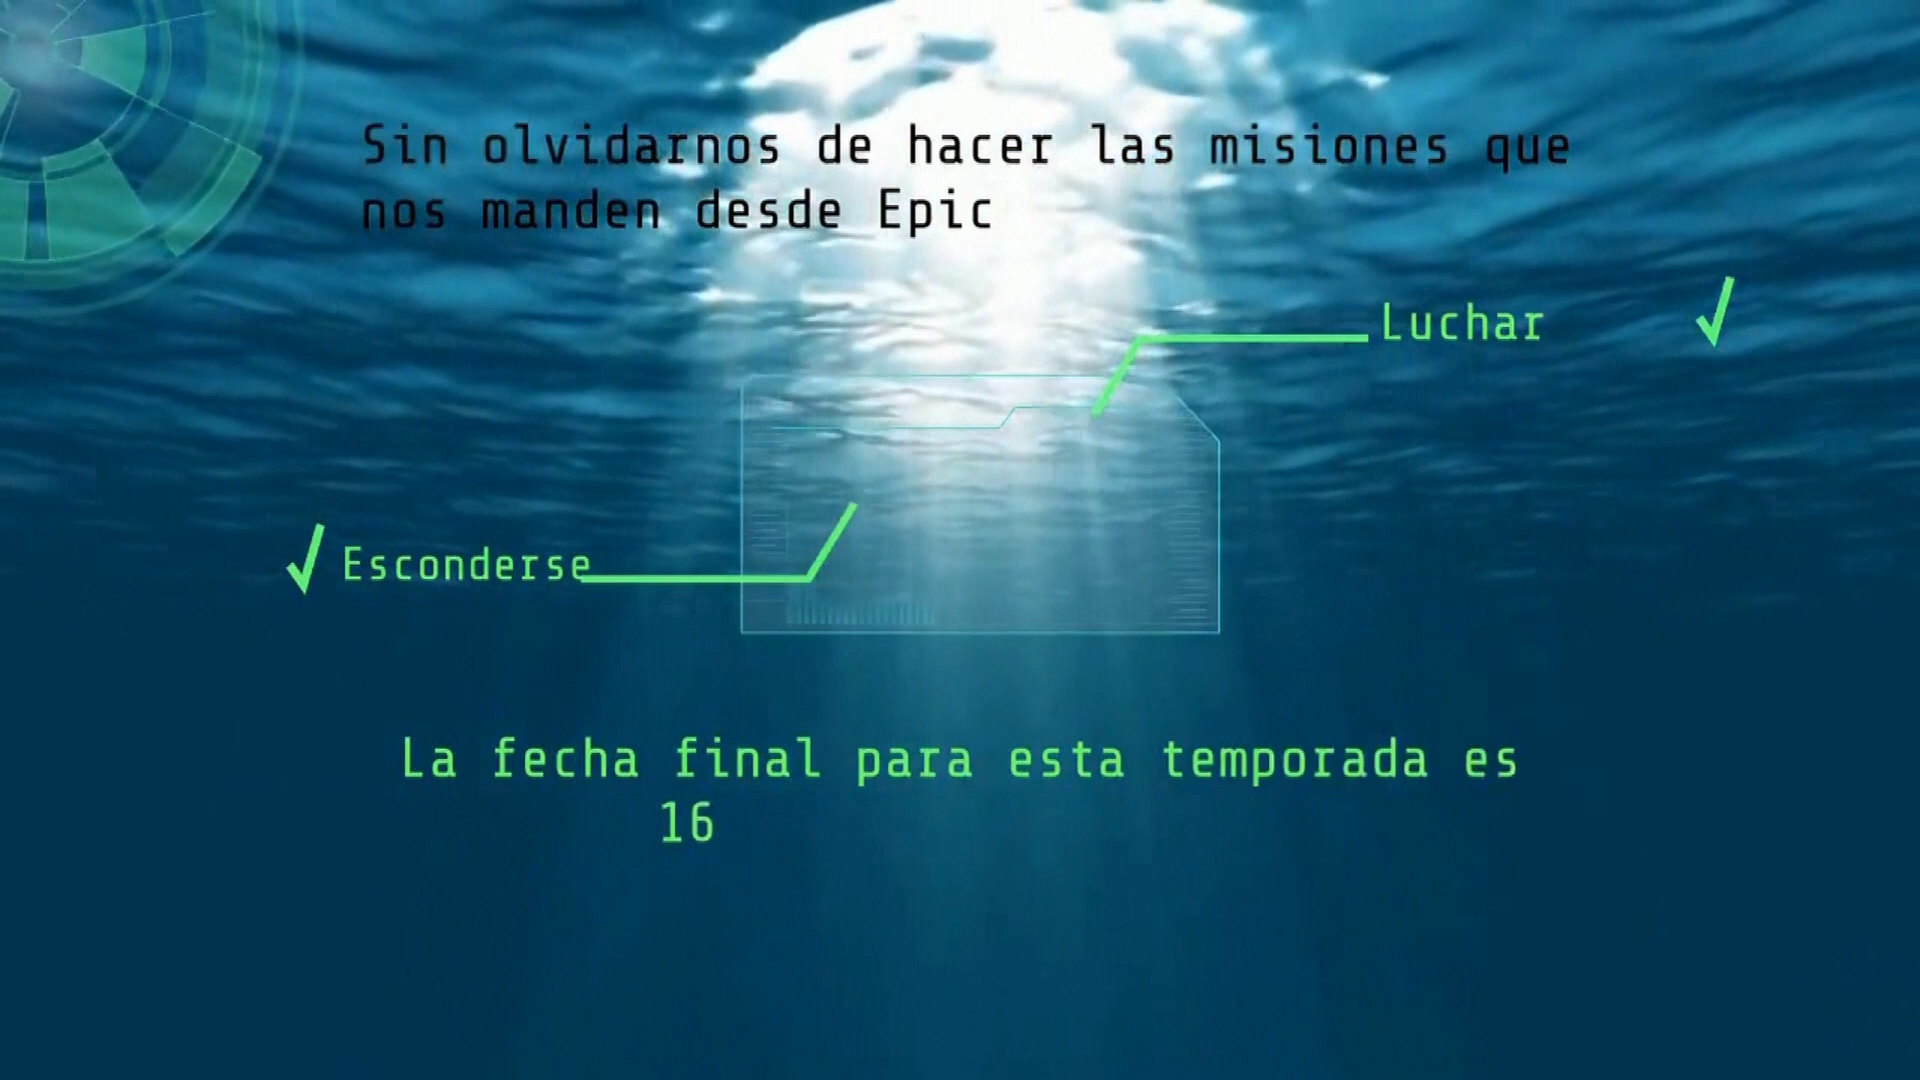 Sin olvidarnos de hacer las misiones que
nos manden desde Epic
Luchar
Esconderse
La fecha final para esta temporada es
16